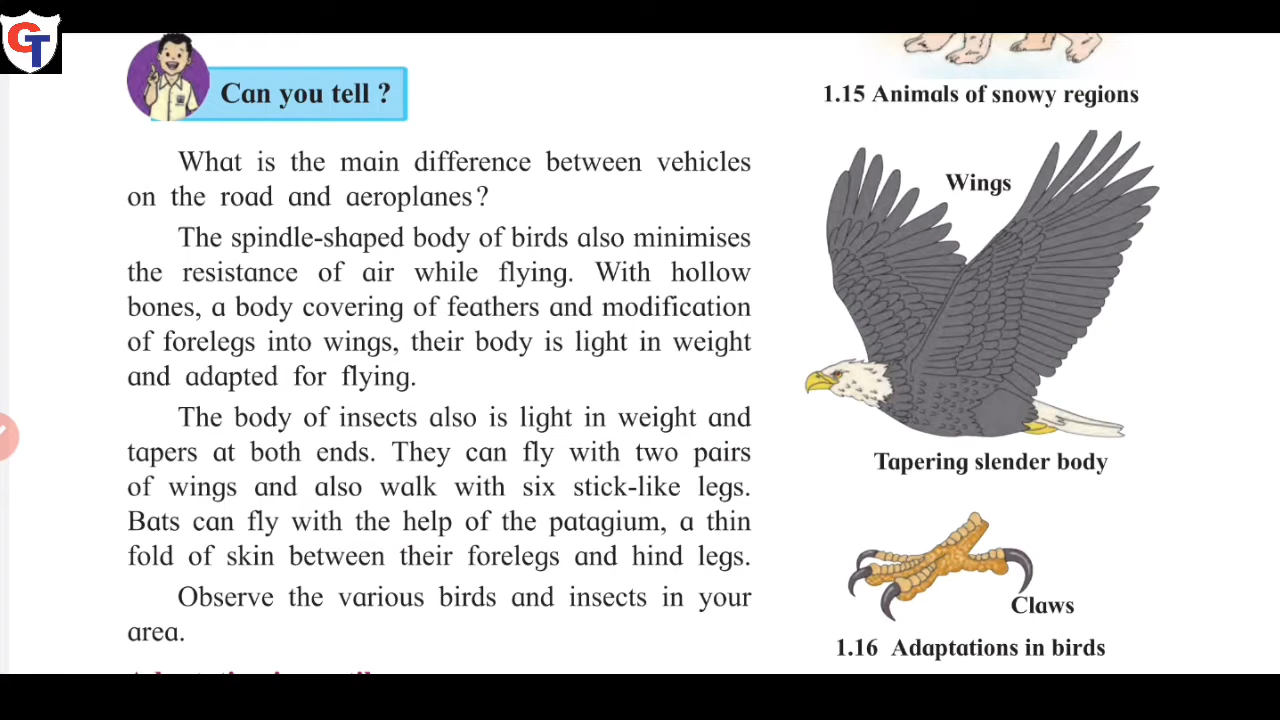 GT
Can you tell ?
What is the main difference between vehicles
on the road and aeroplanes?
The spindle-shaped body of birds also minimises
the resistance of air while flying. With hollow
bones, a body covering of feathers and modification
of forelegs into wings, their body is light in weight
and adapted for flying.
The body of insects also is light in weight and
tapers at both ends. They can fly with two pairs
of wings and also walk with six stick-like legs.
Bats can fly with the help of the patagium, a thin
fold of skin between their forelegs and hind legs.
Observe the various birds and insects in your
area.
1.15 Animals of snowy regions
Wings
Tapering slender body
Claws
1.16 Adaptations in birds